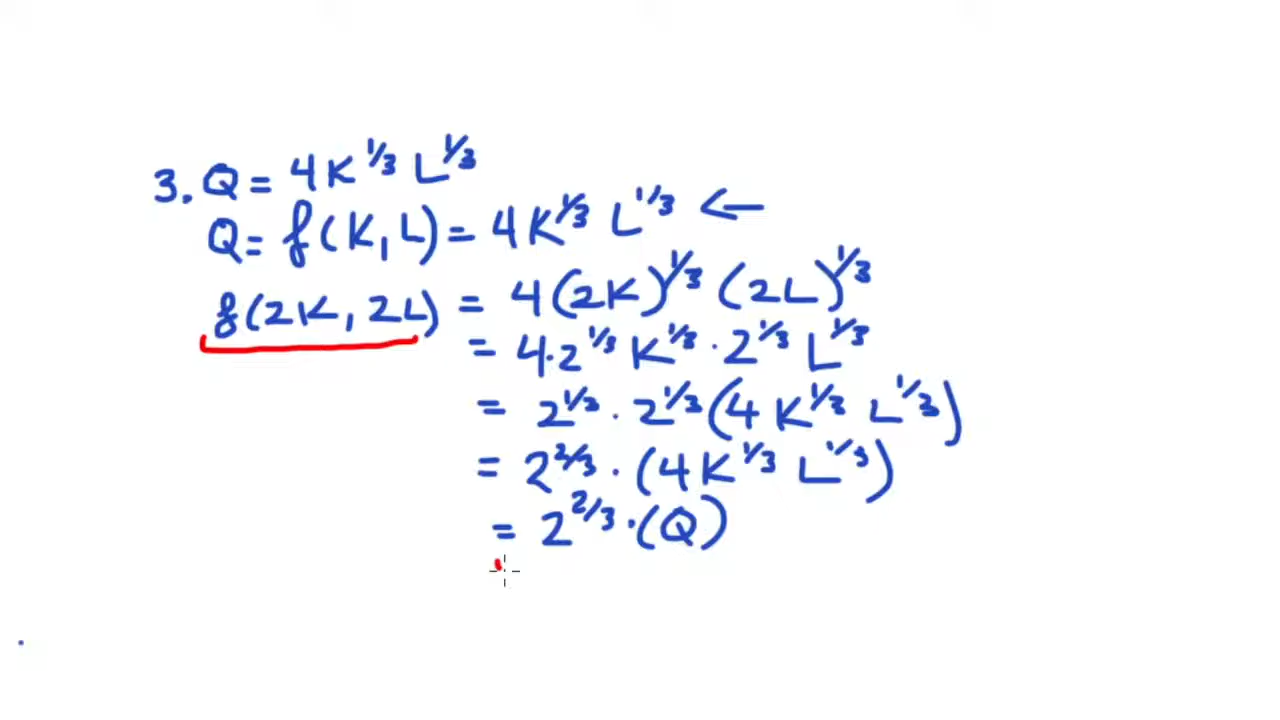 3. Q = 4K^1/3 L^1/3
Q = f(K, L) = 4K^1/3 L^1/3 ←
f(2K, 2L) = 4(2K)^1/3 (2L)^1/3
= 4·2^1/3 K^1/3 · 2^1/3 L^1/3
= 2^1/3 · 2^1/3 (4K^1/3 L^1/3)
= 2^2/3 · (4K^1/3 L^1/3)
= 2^2/3 · (Q)